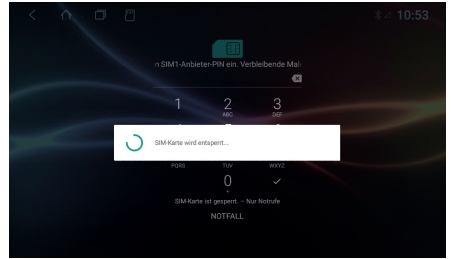 10:53
n SIM1-Anbieter-PIN ein. Verbleibende Mal
1 2 3
ABC DEF
SIM-Karte wird entsperrt...
PQRS TUV WXYZ
0
+
SIM-Karte ist gesperrt. – Nur Notrufe
NOTFALL